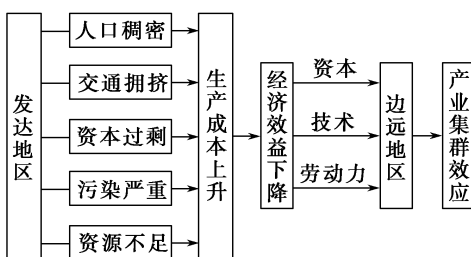 发达地区
人口稠密
交通拥挤
资本过剩
污染严重
资源不足
生产成本上升
经济效益下降
资本
技术
劳动力
边远地区
产业集群效应